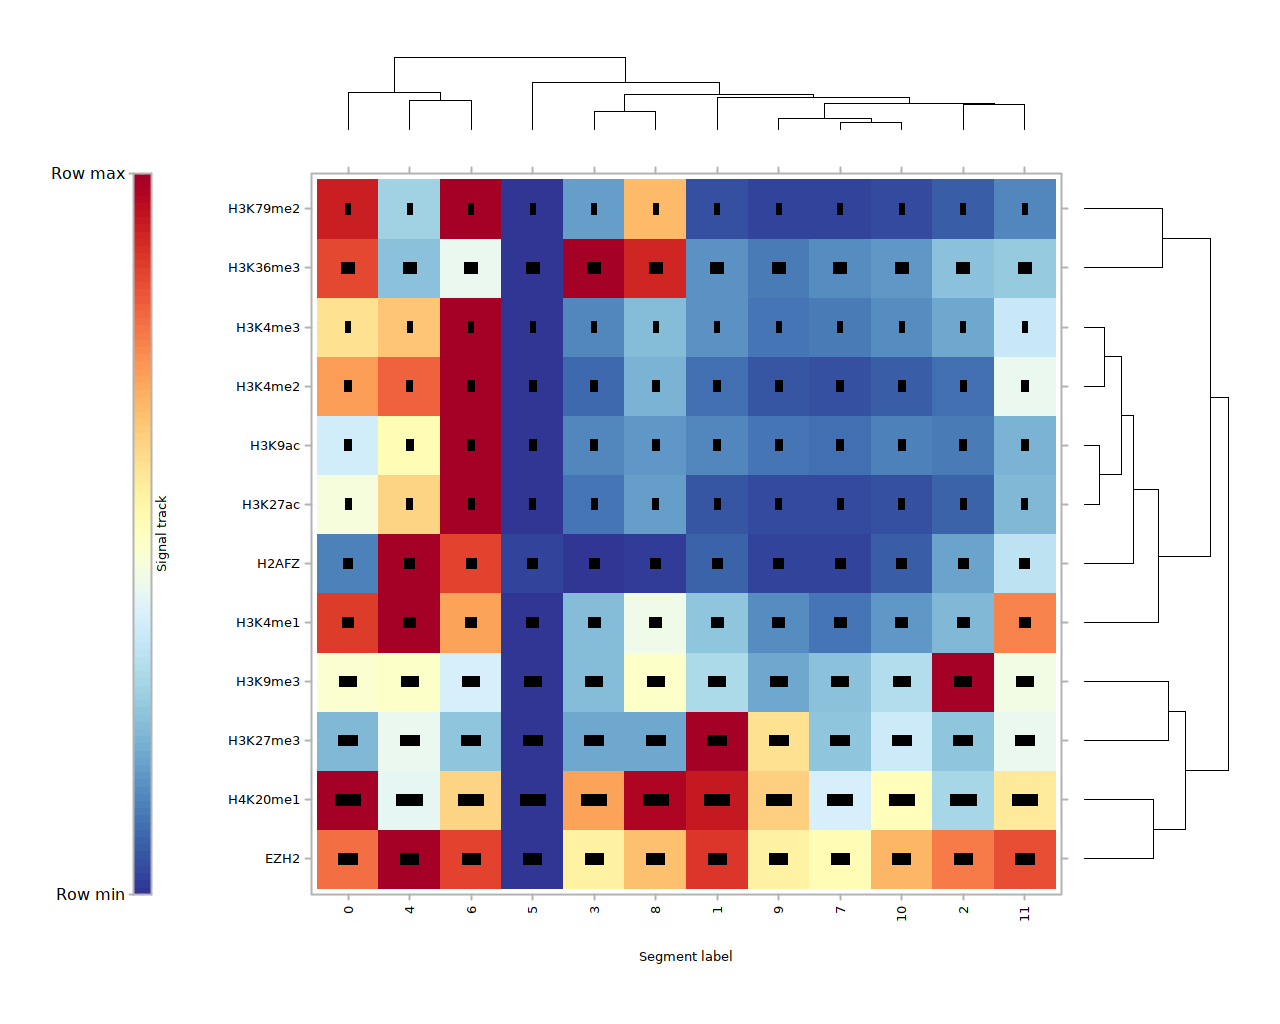 Row max
Row min
Signal track
H3K79me2
H3K36me3
H3K4me3
H3K4me2
H3K9ac
H3K27ac
H2AFZ
H3K4me1
H3K9me3
H3K27me3
H4K20me1
EZH2
0 4 6 5 3 8 1 9 7 10 2 11
Segment label